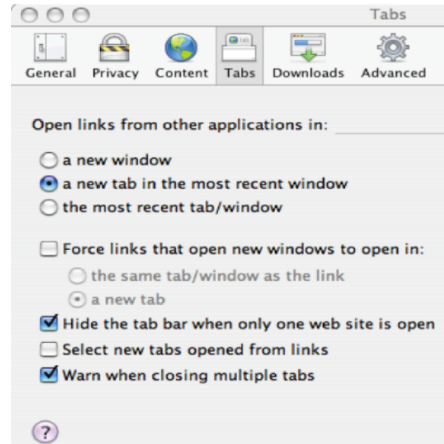 Tabs
General Privacy Content Tabs Downloads Advanced
Open links from other applications in:
a new window
a new tab in the most recent window
the most recent tab/window
Force links that open new windows to open in:
the same tab/window as the link
a new tab
Hide the tab bar when only one web site is open
Select new tabs opened from links
Warn when closing multiple tabs
?